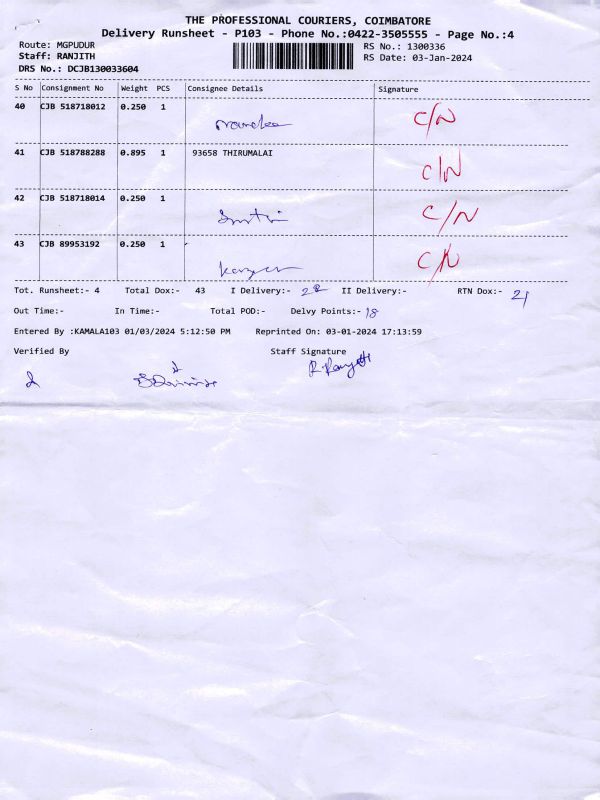 THE PROFESSIONAL COURIERS, COIMBATORE
Delivery Runsheet - P103 - Phone No.:0422-3505555 - Page No.:4
Route: MGPUDUR RS No.: 1300336
Staff: RANJITH RS Date: 03-Jan-2024
DRS No.: DCJB130033604
S No Consignment No Weight PCS Consignee Details Signature
40 CJB 518718012 0.250 1 C/N
41 CJB 518788288 0.895 1 93658 THIRUMALAI C/N
42 CJB 518718014 0.250 1 C/N
43 CJB 89953192 0.250 1 C/N
Tot. Runsheet:- 4 Total Dox:- 43 I Delivery:- 22 II Delivery:- RTN Dox:- 21
Out Time:- In Time:- Total POD:- Delvy Points:- 18
Entered By :KAMALA103 01/03/2024 5:12:50 PM Reprinted On: 03-01-2024 17:13:59
Verified By Staff Signature